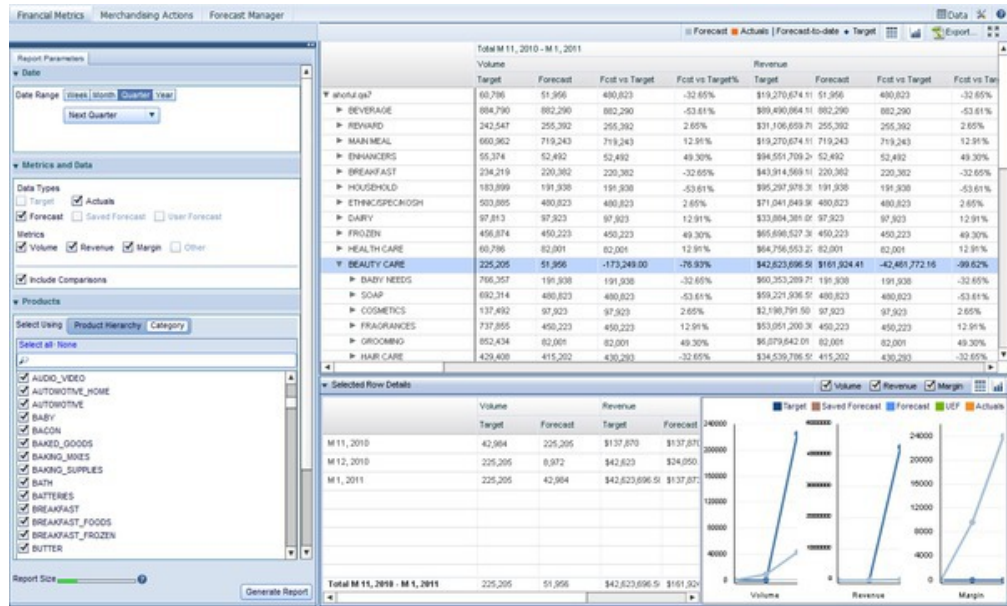 Financial Metrics Merchandising Actions Forecast Manager Data
Forecast Actuals | Forecast-to-date Target Export...
Report Parameters
Date
Date Range Week Month Quarter Year
Next Quarter
Metrics and Data
Data Types
Target Actuals
Forecast Saved Forecast User Forecast
Metrics
Volume Revenue Margin Other
Include Comparisons
Products
Select Using Product Hierarchy Category
Select all None
AUDIO_VIDEO
AUTOMOTIVE_HOME
AUTOMOTIVE
BABY
BACON
BAKED_GOODS
BAKING_MIXES
BAKING_SUPPLIES
BATH
BATTERIES
BREAKFAST
BREAKFAST_FOODS
BREAKFAST_FROZEN
BUTTER
Report Size
Generate Report
Total M 11, 2010 - M 1, 2011
Volume Revenue
Target Forecast Fcst vs Target Fcst vs Target% Target Forecast Fcst vs Target Fcst vs Tar
60,786 51,956 480,823 -32.65% 51,956 480,823 -32.65%
BEVERAGE 884,790 882,290 882,290 -53.61% 882,290 882,290 -53.61%
REWARD 242,547 255,392 255,392 2.65% 255,392 255,392 2.65%
MAIN MEAL 660,962 719,243 719,243 12.91% 719,243 719,243 12.91%
ENHANCERS 55,374 52,492 52,492 49.30% 52,492 52,492 49.30%
BREAKFAST 234,219 220,382 220,382 -32.65% 220,382 220,382 -32.65%
HOUSEHOLD 183,899 191,938 191,938 -53.61% 191,938 191,938 -53.61%
ETHNIC/SPEC/KOSH 503,885 480,823 480,823 2.65% 480,823 480,823 2.65%
DAIRY 97,813 97,923 97,923 12.91% 97,923 97,923 12.91%
FROZEN 456,874 450,223 450,223 49.30% 450,223 450,223 49.30%
HEALTH CARE 60,786 82,001 82,001 12.91% 82,001 82,001 12.91%
BEAUTY CARE 225,205 51,956 -173,249.00 -76.93% $161,924.41 -42,461,772.16 -99.62%
BABY NEEDS 766,357 191,938 191,938 -32.65% 191,938 191,938 -32.65%
SOAP 692,314 480,823 480,823 -53.61% 480,823 480,823 -53.61%
COSMETICS 137,492 97,923 97,923 2.65% $2,198,791.50 97,923 97,923 2.65%
FRAGRANCES 737,855 450,223 450,223 12.91% 450,223 450,223 12.91%
GROOMING 852,434 82,001 82,001 49.30% $6,079,642.01 82,001 82,001 49.30%
HAIR CARE 429,408 415,202 430,293 -32.65% 415,202 430,293 -32.65%
Selected Row Details Volume Revenue Margin
Volume Revenue
Target Forecast Target Forecast
M 11, 2010 42,984 225,205 $137,870
M 12, 2010 225,205 8,972 $42,623 $24,050
M 1, 2011 225,205 42,984
Total M 11, 2010 - M 1, 2011 225,205 51,956
Target Saved Forecast Forecast UEF Actuals
240000
200000
160000
120000
80000
40000
0
Volume
0
Revenue
24000
20000
16000
12000
8000
4000
0
Margin